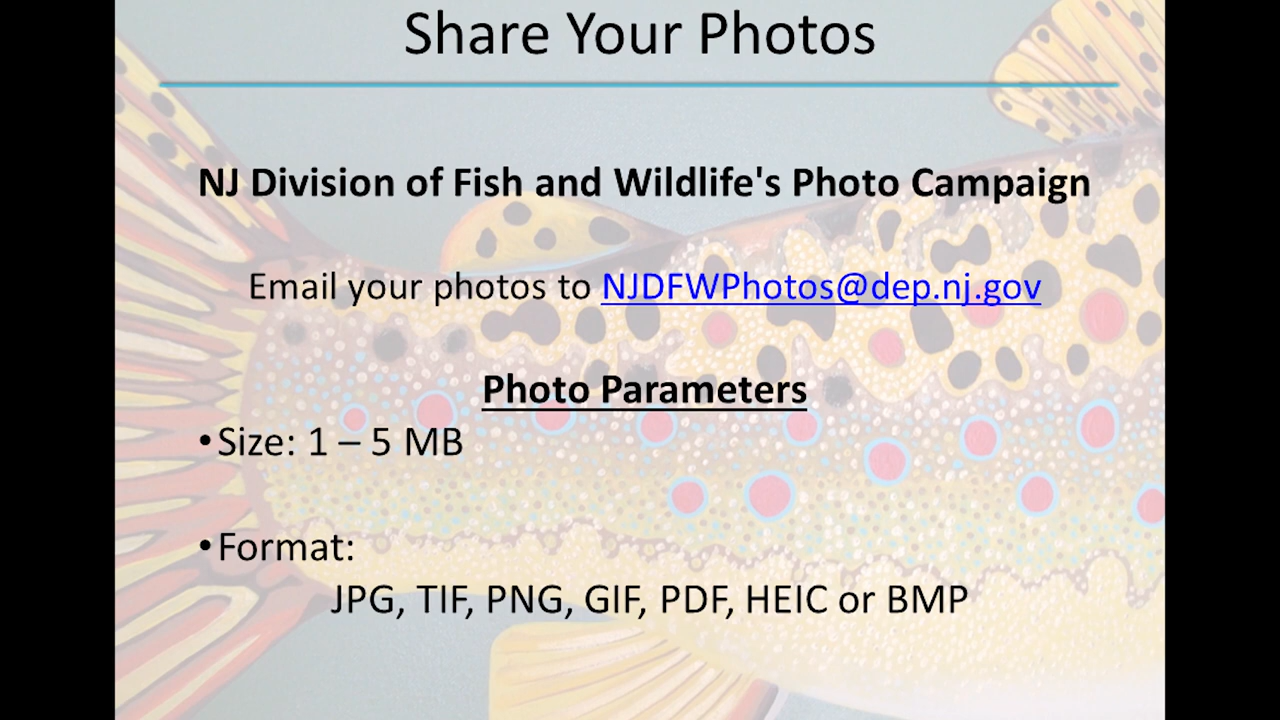 Share Your Photos
NJ Division of Fish and Wildlife's Photo Campaign
Email your photos to NJDFWPhotos@dep.nj.gov
Photo Parameters
•Size: 1 – 5 MB
•Format:
JPG, TIF, PNG, GIF, PDF, HEIC or BMP